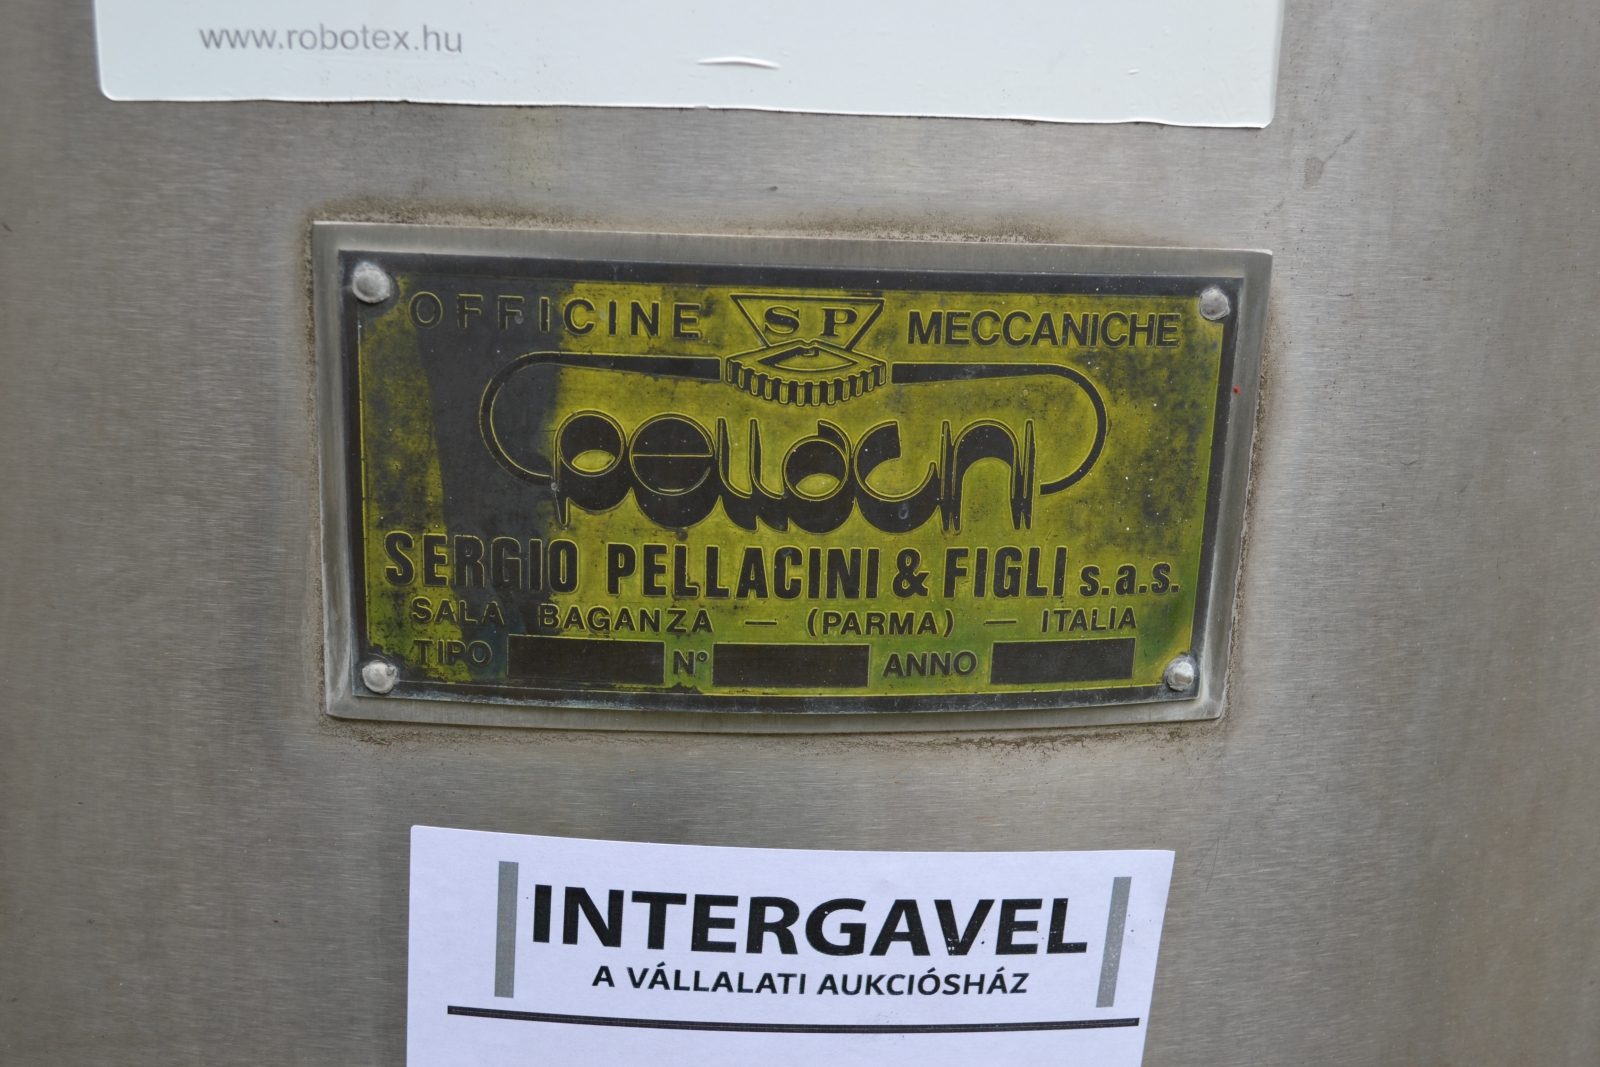 www.robotex.hu
OFFICINE SP MECCANICHE
pellacini
SERGIO PELLACINI & FIGLI s.a.s.
SALA BAGANZA — (PARMA) — ITALIA
TIPO N° ANNO
INTERGAVEL
A VÁLLALATI AUKCIÓSHÁZ